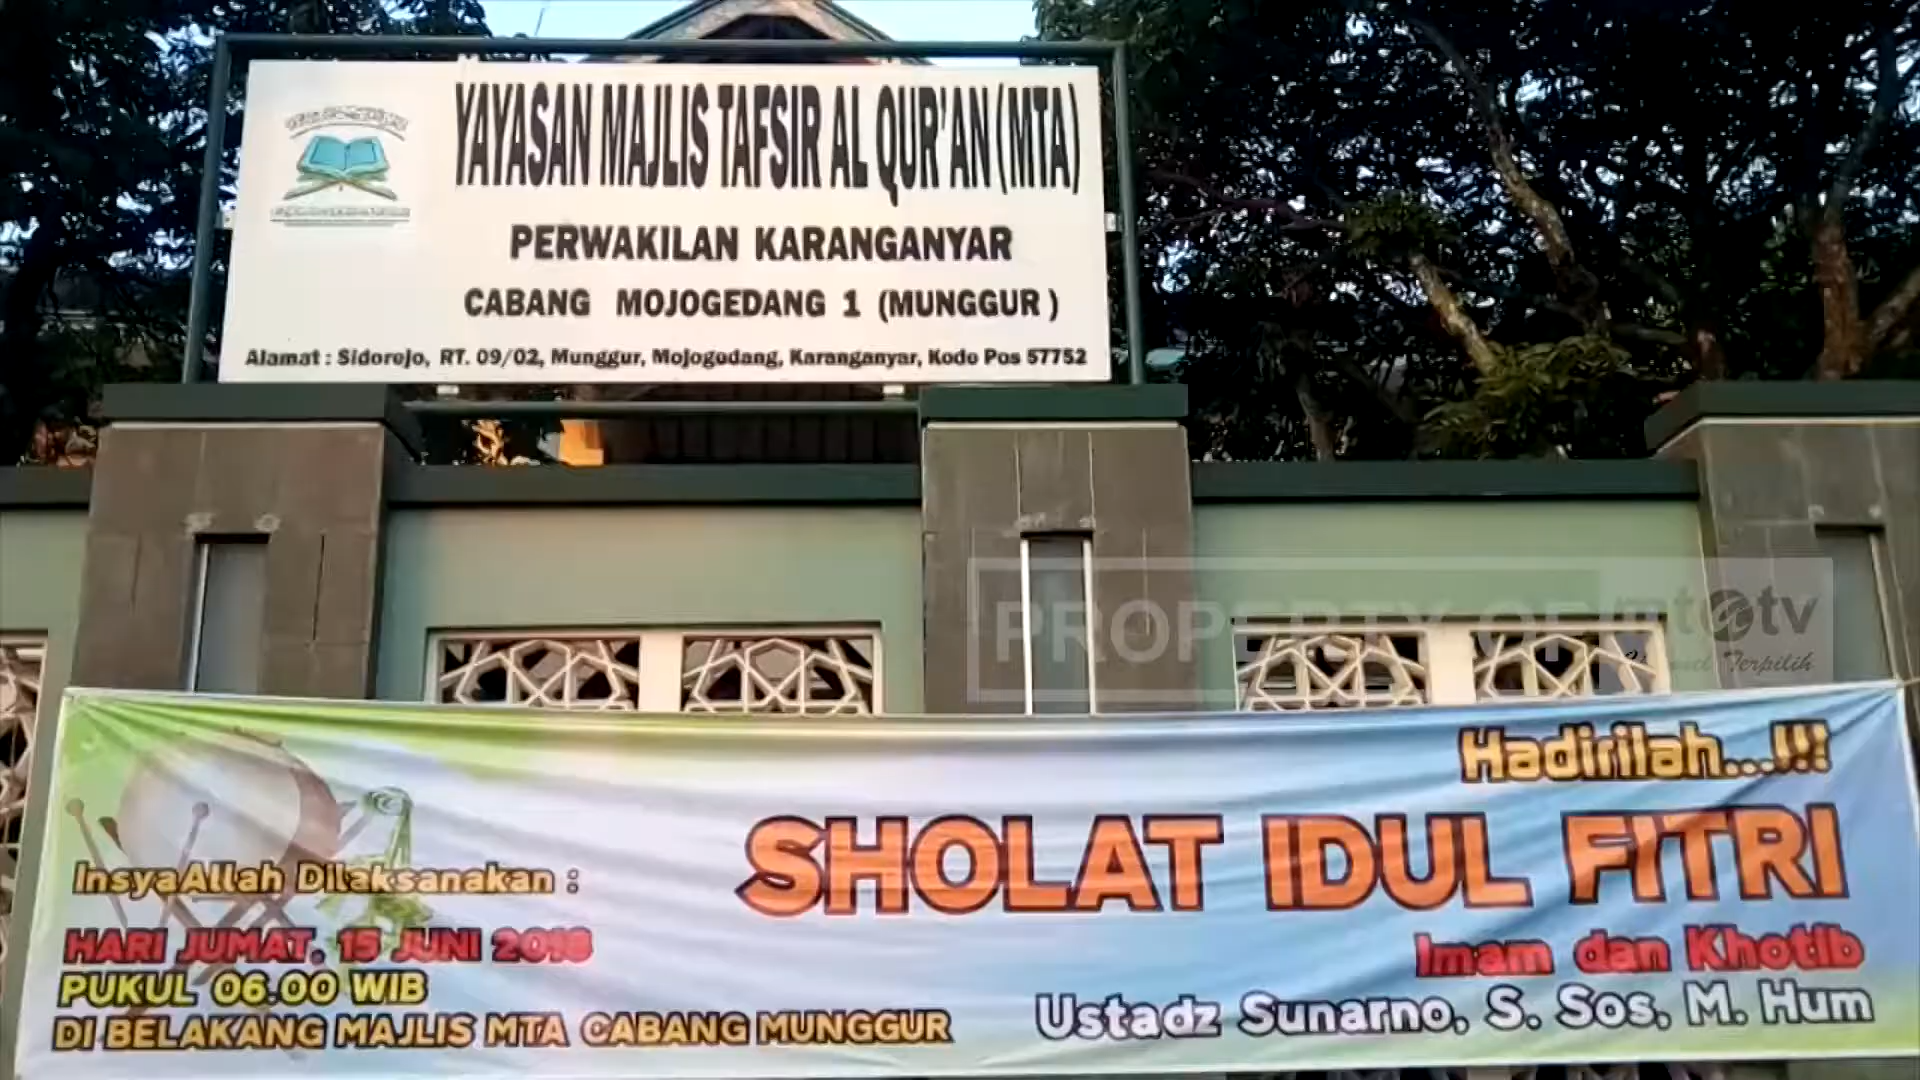 YAYASAN MAJLIS TAFSIR AL QUR'AN (MTA)
PERWAKILAN KARANGANYAR
CABANG MOJOGEDANG 1 (MUNGGUR )
Alamat : Sidorejo, RT. 09/02, Munggur, Mojogedang, Karanganyar, Kode Pos 57752
PROPERTY OF mtatv
Terpilih
Hadirilah...!!!
SHOLAT IDUL FITRI
InsyaAllah Dilaksanakan :
HARI JUMAT, 15 JUNI 2018
PUKUL 06.00 WIB
DI BELAKANG MAJLIS MTA CABANG MUNGGUR
Imam dan Khotib
Ustadz Sunarno, S. Sos, M. Hum